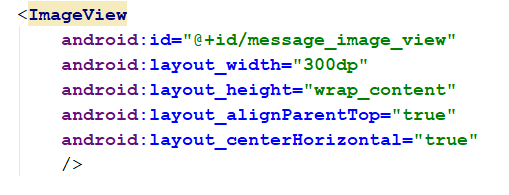 <ImageView
android:id="@+id/message_image_view"
android:layout_width="300dp"
android:layout_height="wrap_content"
android:layout_alignParentTop="true"
android:layout_centerHorizontal="true"
/>